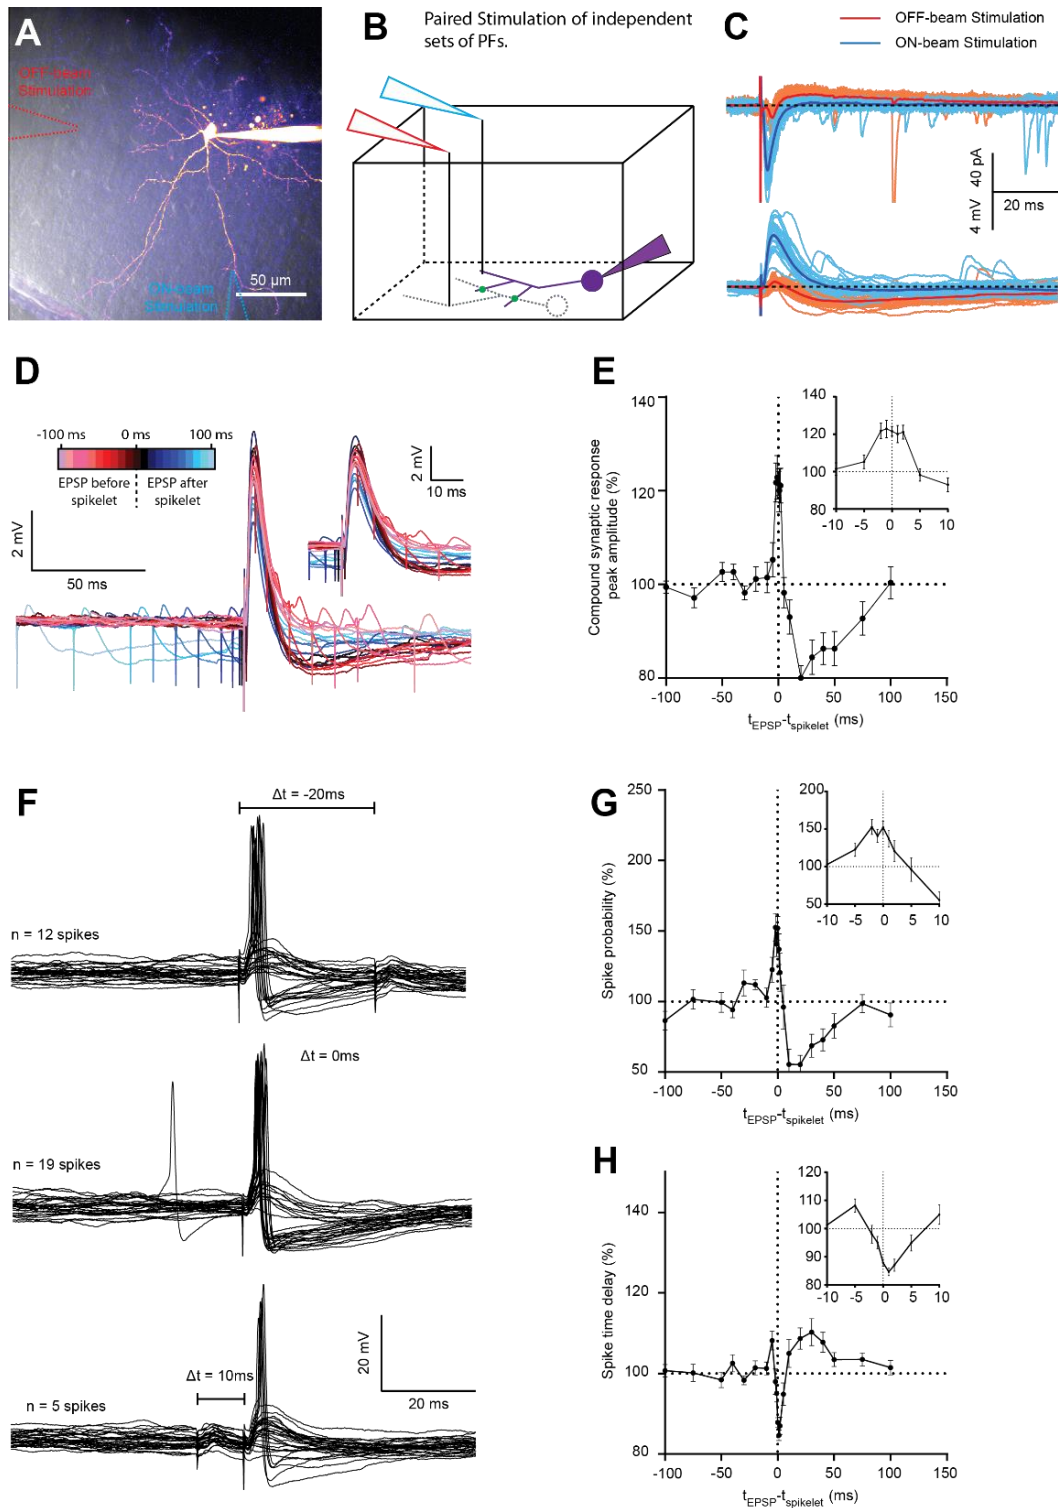 A
OFF-beam
Stimulation
ON-beam
Stimulation
50 µm
B
Paired Stimulation of independent
sets of PFs.
C
OFF-beam Stimulation
ON-beam Stimulation
4 mV 40 pA
20 ms
D
-100 ms 0 ms 100 ms
EPSP before
spikelet
EPSP after
spikelet
2 mV
50 ms
2 mV
10 ms
E
Compound synaptic response
peak amplitude (%)
140
120
100
80
-100 -50 0 50 100 150
tEPSP-tspikelet (ms)
140
120
100
80
-10 -5 0 5 10
F
Δt = -20ms
n = 12 spikes
Δt = 0ms
n = 19 spikes
Δt = 10ms
n = 5 spikes
20 mV
20 ms
G
Spike probability (%)
250
200
150
100
50
-100 -50 0 50 100 150
tEPSP-tspikelet (ms)
200
150
100
50
-10 -5 0 5 10
H
Spike time delay (%)
140
120
100
80
-100 -50 0 50 100 150
tEPSP-tspikelet (ms)
120
110
100
90
80
-10 -5 0 5 10